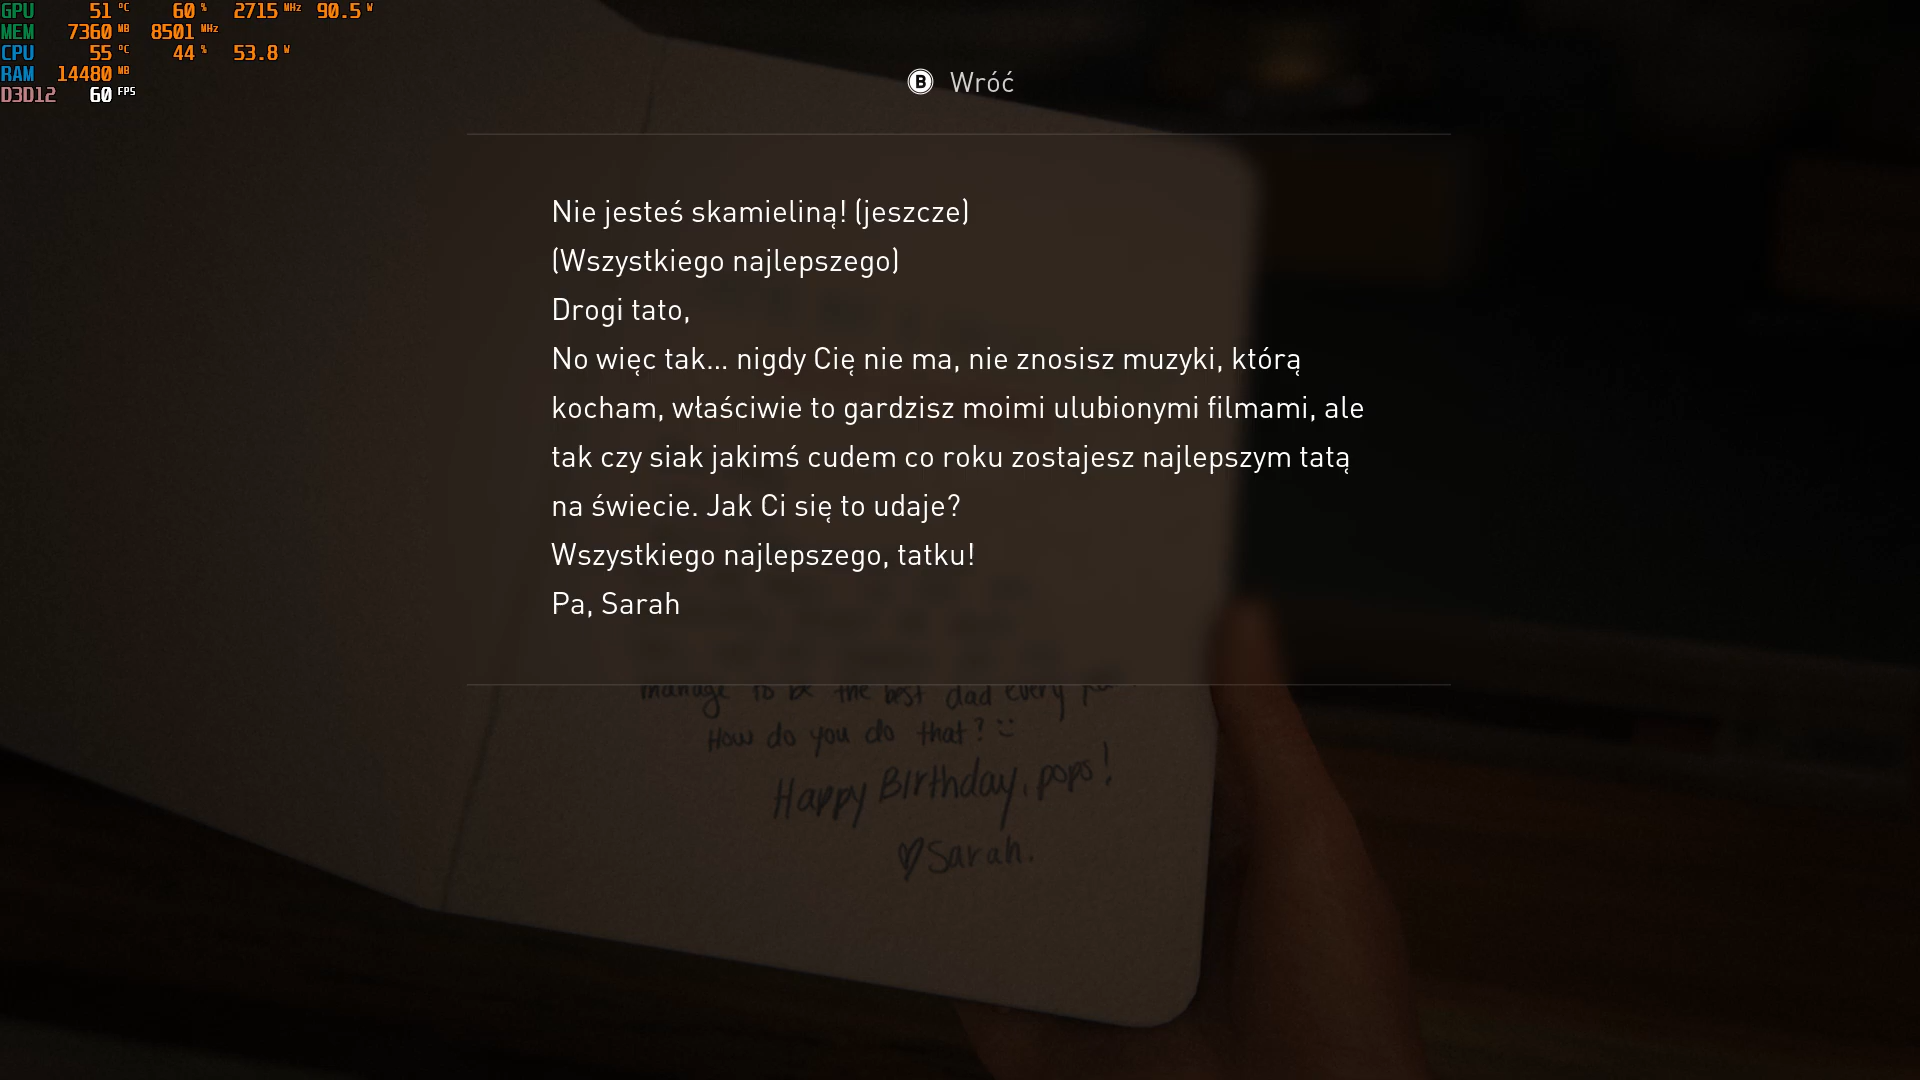 GPU 51 °C 60 % 2715 MHz 90.5 W
MEM 7360 MB 8501 MHz
CPU 55 °C 44 % 53.8 W
RAM 14480 MB
D3D12 60 FPS
B Wróć
Nie jesteś skamieliną! (jeszcze)
(Wszystkiego najlepszego)
Drogi tato,
No więc tak... nigdy Cię nie ma, nie znosisz muzyki, którą
kocham, właściwie to gardzisz moimi ulubionymi filmami, ale
tak czy siak jakimś cudem co roku zostajesz najlepszym tatą
na świecie. Jak Ci się to udaje?
Wszystkiego najlepszego, tatku!
Pa, Sarah
manage to be the best dad every
How do you do that?
Happy Birthday, pops!
Sarah.